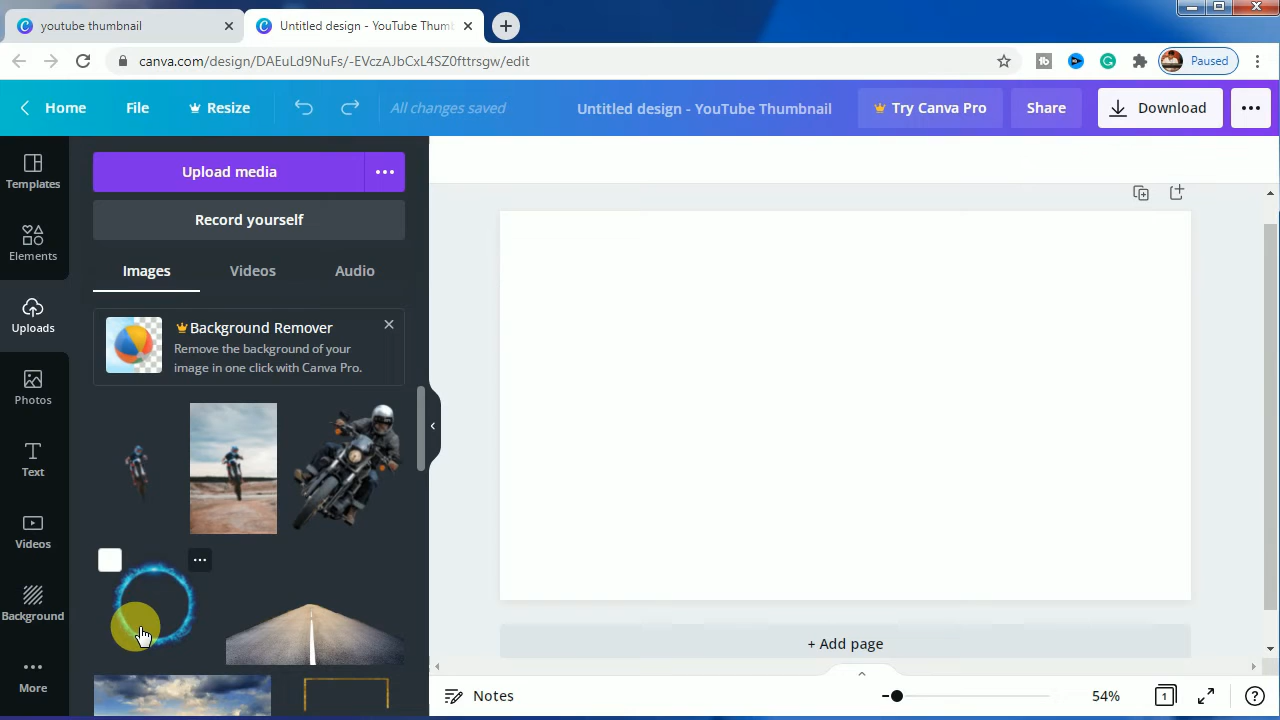 youtube thumbnail
Untitled design - YouTube Thumb
canva.com/design/DAEuLd9NuFs/-EVczAJbCxL4SZ0ftlrsgw/edit
Paused
Home
File
Resize
All changes saved
Untitled design - YouTube Thumbnail
Try Canva Pro
Share
Download
Templates
Elements
Uploads
Photos
Text
Videos
Background
More
Upload media
Record yourself
Images
Videos
Audio
Background Remover
Remove the background of your
image in one click with Canva Pro.
+ Add page
Notes
54%
1